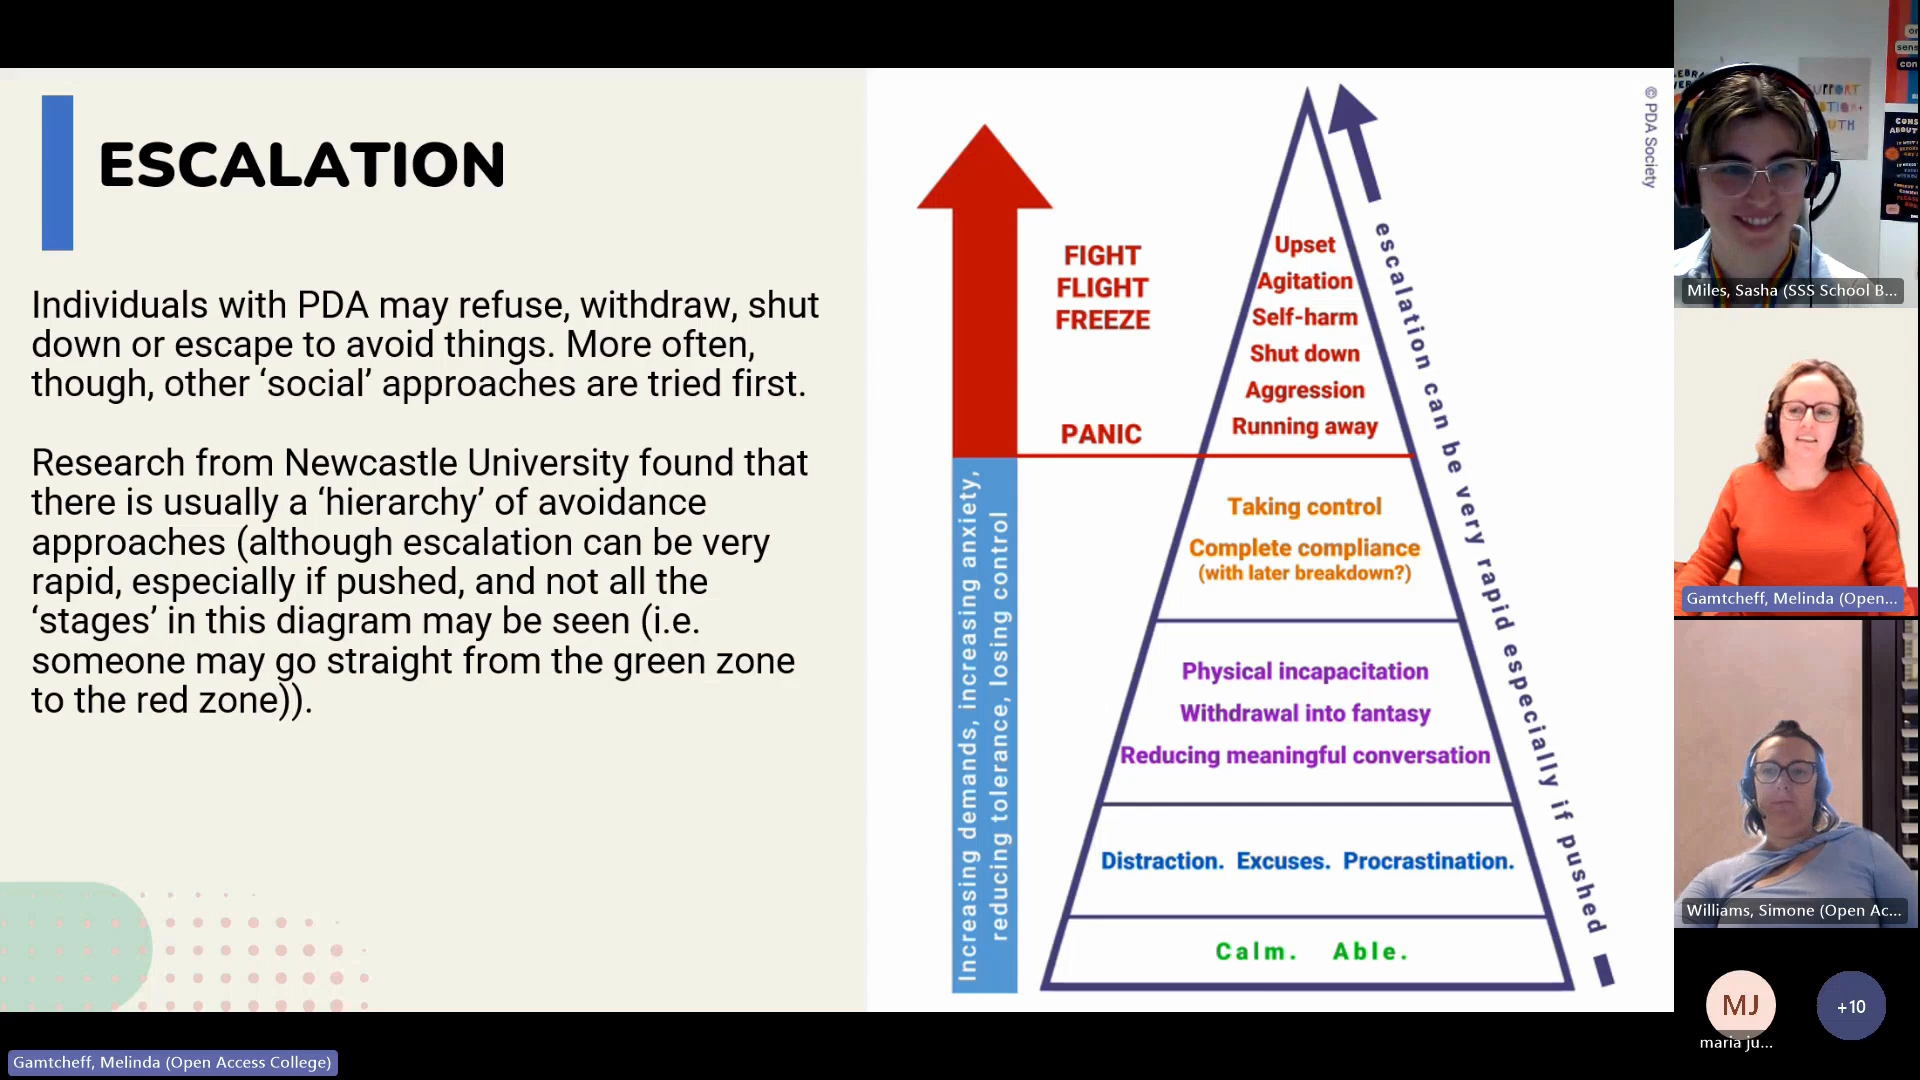 ESCALATION
Individuals with PDA may refuse, withdraw, shut
down or escape to avoid things. More often,
though, other ‘social’ approaches are tried first.
Research from Newcastle University found that
there is usually a ‘hierarchy’ of avoidance
approaches (although escalation can be very
rapid, especially if pushed, and not all the
‘stages’ in this diagram may be seen (i.e.
someone may go straight from the green zone
to the red zone)).
FIGHT
FLIGHT
FREEZE
PANIC
Increasing demands, increasing anxiety,
reducing tolerance, losing control
Upset
Agitation
Self-harm
Shut down
Aggression
Running away
Taking control
Complete compliance
(with later breakdown?)
Physical incapacitation
Withdrawal into fantasy
Reducing meaningful conversation
Distraction. Excuses. Procrastination.
Calm. Able.
escalation can be very rapid especially if pushed
© PDA Society
Miles, Sasha (SSS School B...
Gamtcheff, Melinda (Open...
Williams, Simone (Open Ac...
MJ
maria ju...
+10
Gamtcheff, Melinda (Open Access College)